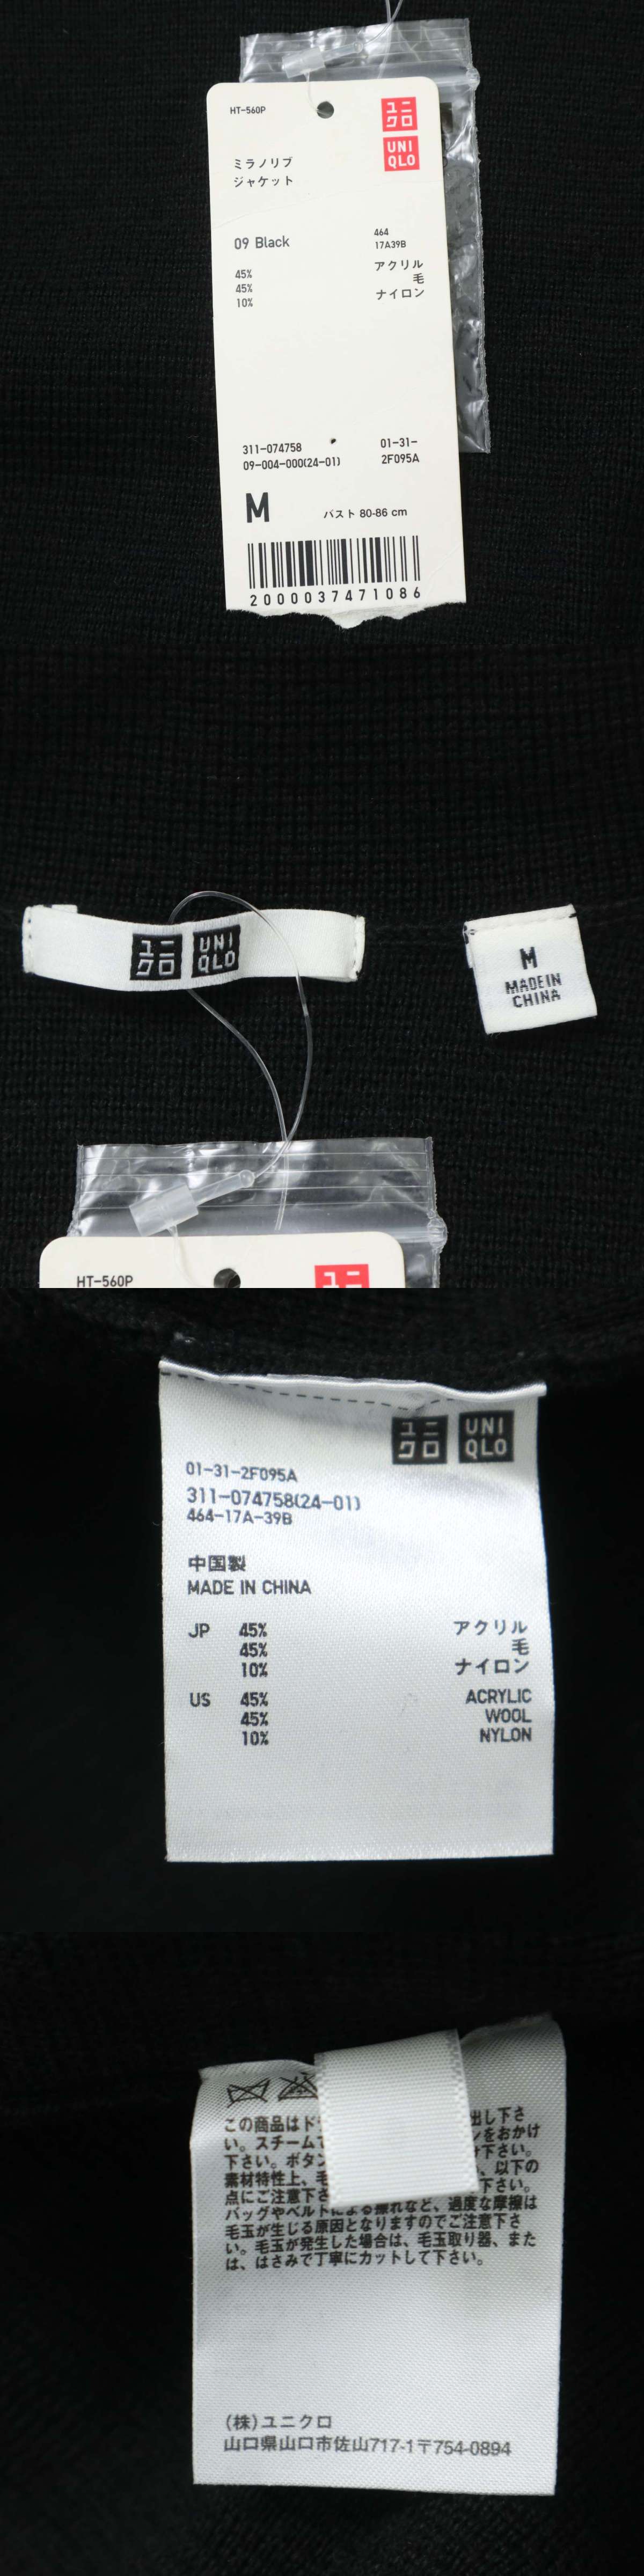 HT-560P
ユニ
クロ
UNI
QLO
ミラノリブ
ジャケット
09 Black
464
17A39B
45% アクリル
45% 毛
10% ナイロン
311-074758
09-004-000(24-01)
01-31-
2F095A
M
バスト 80-86 cm
2000037471086
ユニ
クロ
UNI
QLO
M
MADE IN
CHINA
HT-560P
ユニ
クロ
UNI
QLO
01-31-2F095A
311-074758(24-01)
464-17A-39B
中国製
MADE IN CHINA
JP 45% アクリル
45% 毛
10% ナイロン
US 45% ACRYLIC
45% WOOL
10% NYLON
この商品はド 出し下さ
い。スチームで ンをおかけ
下さい。ボタン け下さい。
素材特性上、毛 、以下の
点にご注意下さ 下さい。
バッグやベルトによる擦れなど、過度な摩擦は
毛玉が生じる原因となりますのでご注意下さ
い。毛玉が発生した場合は、毛玉取り器、また
は、はさみで丁寧にカットして下さい。
(株)ユニクロ
山口県山口市佐山717-1〒754-0894